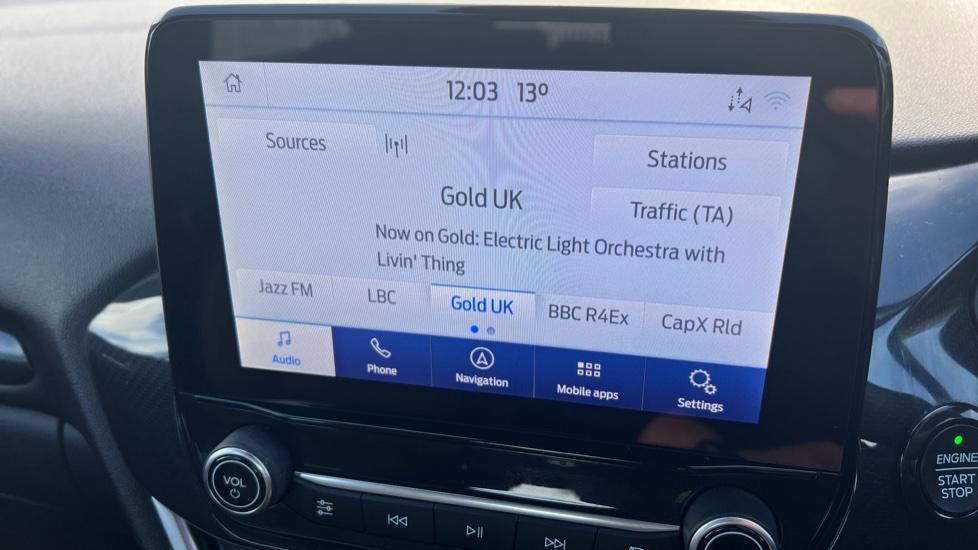 12:03 13º
Sources
Stations
Gold UK
Traffic (TA)
Now on Gold: Electric Light Orchestra with
Livin' Thing
Jazz FM LBC Gold UK BBC R4Ex CapX Rld
Audio Phone Navigation Mobile apps Settings
VOL
ENGINE
START
STOP